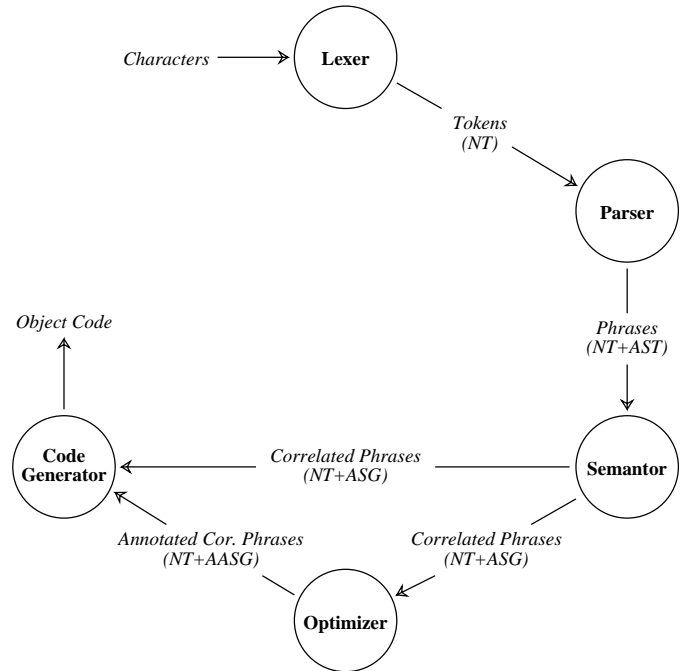 Characters
Lexer
Tokens
(NT)
Parser
Object Code
Phrases
(NT+AST)
Code
Generator
Correlated Phrases
(NT+ASG)
Semantor
Annotated Cor. Phrases
(NT+AASG)
Correlated Phrases
(NT+ASG)
Optimizer